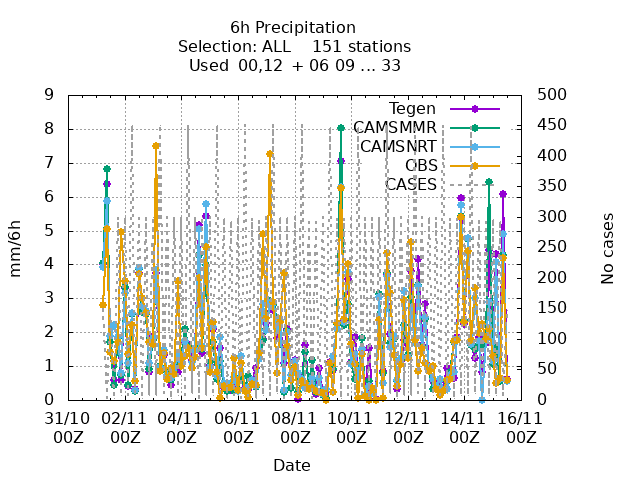 6h Precipitation
Selection: ALL    151 stations
Used  00,12  + 06 09 ... 33
Tegen
CAMSMMR
CAMSNRT
OBS
CASES
mm/6h
No cases
9
8
7
6
5
4
3
2
1
0
500
450
400
350
300
250
200
150
100
50
0
31/10 02/11 04/11 06/11 08/11 10/11 12/11 14/11 16/11
00Z 00Z 00Z 00Z 00Z 00Z 00Z 00Z 00Z
Date